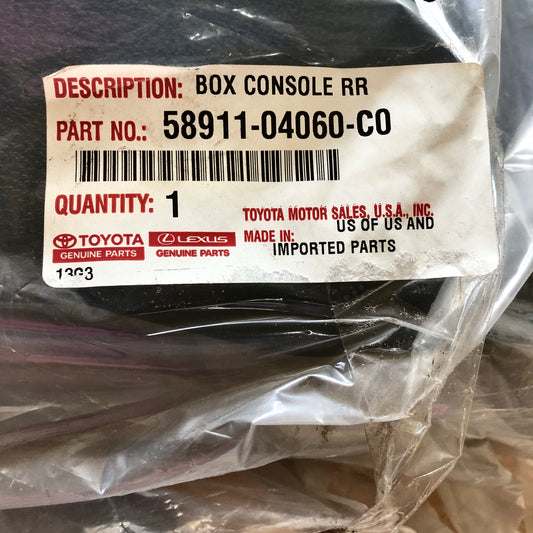 DESCRIPTION: BOX CONSOLE RR
PART NO.: 58911-04060-C0
QUANTITY: 1
TOYOTA MOTOR SALES, U.S.A., INC.
MADE IN: US OF US AND
IMPORTED PARTS
TOYOTA
GENUINE PARTS
LEXUS
GENUINE PARTS